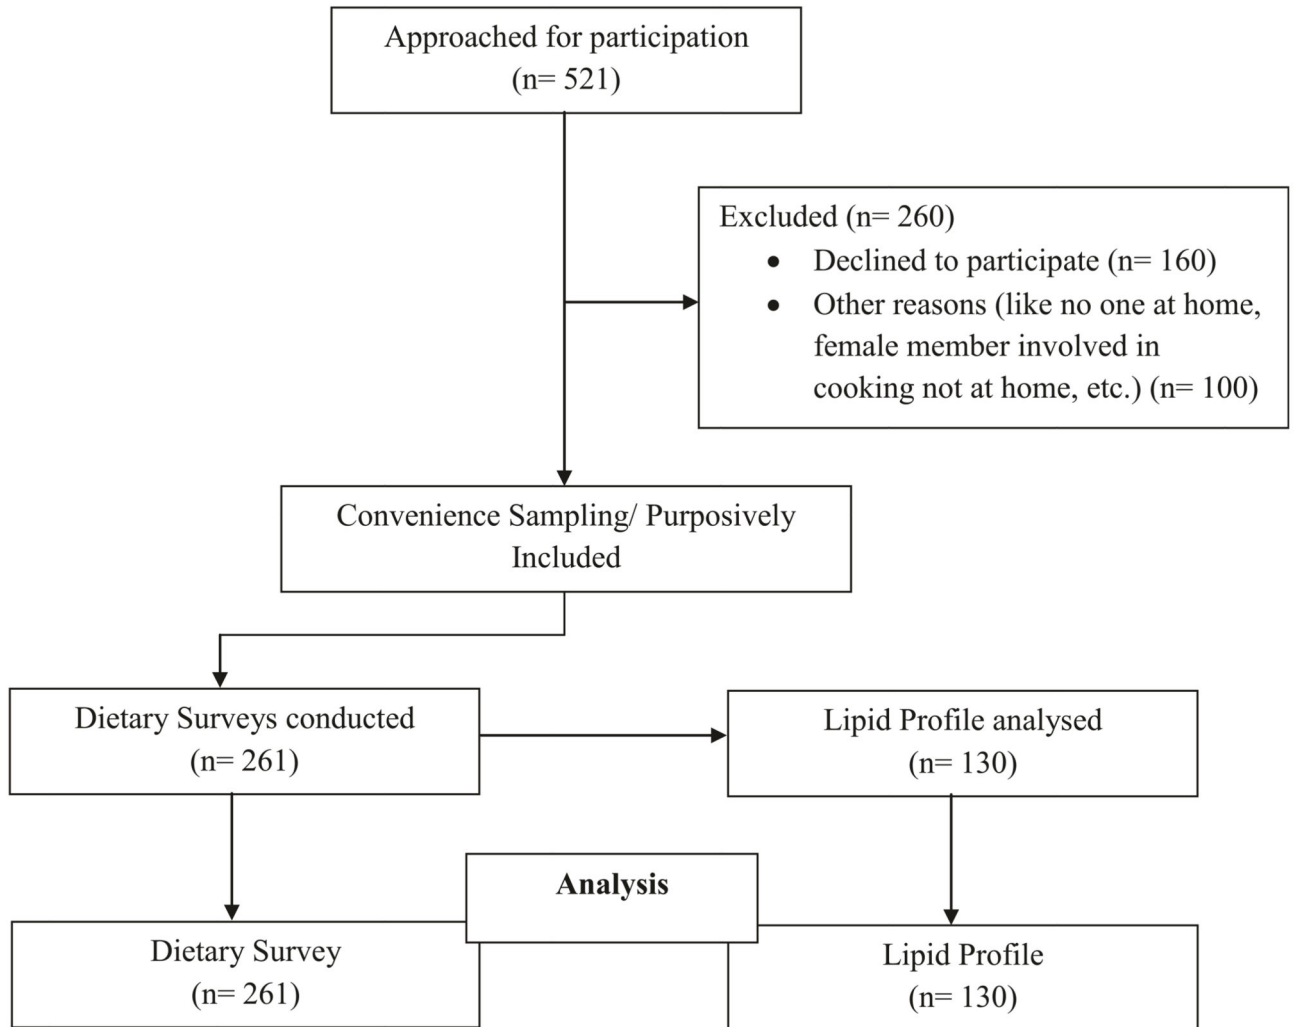 Approached for participation
(n= 521)
Excluded (n= 260)
• Declined to participate (n= 160)
• Other reasons (like no one at home,
female member involved in
cooking not at home, etc.) (n= 100)
Convenience Sampling/ Purposively
Included
Dietary Surveys conducted
(n= 261)
Lipid Profile analysed
(n= 130)
Analysis
Dietary Survey
(n= 261)
Lipid Profile
(n= 130)